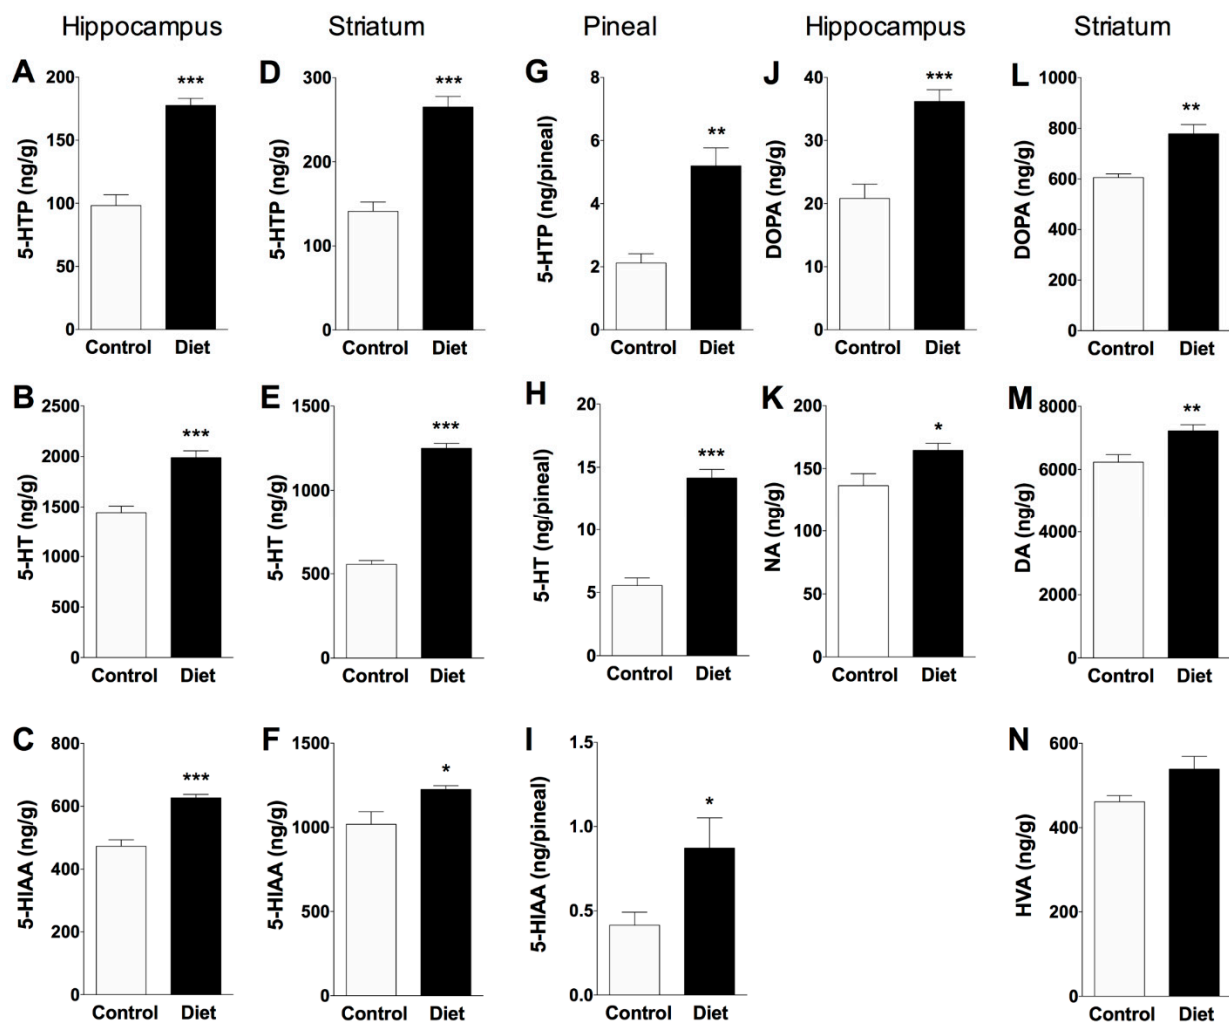 Hippocampus Striatum Pineal Hippocampus Striatum
A
5-HTP (ng/g)
200
150
100
50
0
***
Control Diet
D
5-HTP (ng/g)
300
200
100
0
***
Control Diet
G
5-HTP (ng/pineal)
8
6
4
2
0
**
Control Diet
J
DOPA (ng/g)
40
30
20
10
0
***
Control Diet
L
DOPA (ng/g)
1000
800
600
400
200
0
**
Control Diet
B
5-HT (ng/g)
2500
2000
1500
1000
500
0
***
Control Diet
E
5-HT (ng/g)
1500
1000
500
0
***
Control Diet
H
5-HT (ng/pineal)
20
15
10
5
0
***
Control Diet
K
NA (ng/g)
200
150
100
50
0
*
Control Diet
M
DA (ng/g)
8000
6000
4000
2000
0
**
Control Diet
C
5-HIAA (ng/g)
800
600
400
200
0
***
Control Diet
F
5-HIAA (ng/g)
1500
1000
500
0
*
Control Diet
I
5-HIAA (ng/pineal)
1.5
1.0
0.5
0.0
*
Control Diet
N
HVA (ng/g)
600
400
200
0
Control Diet